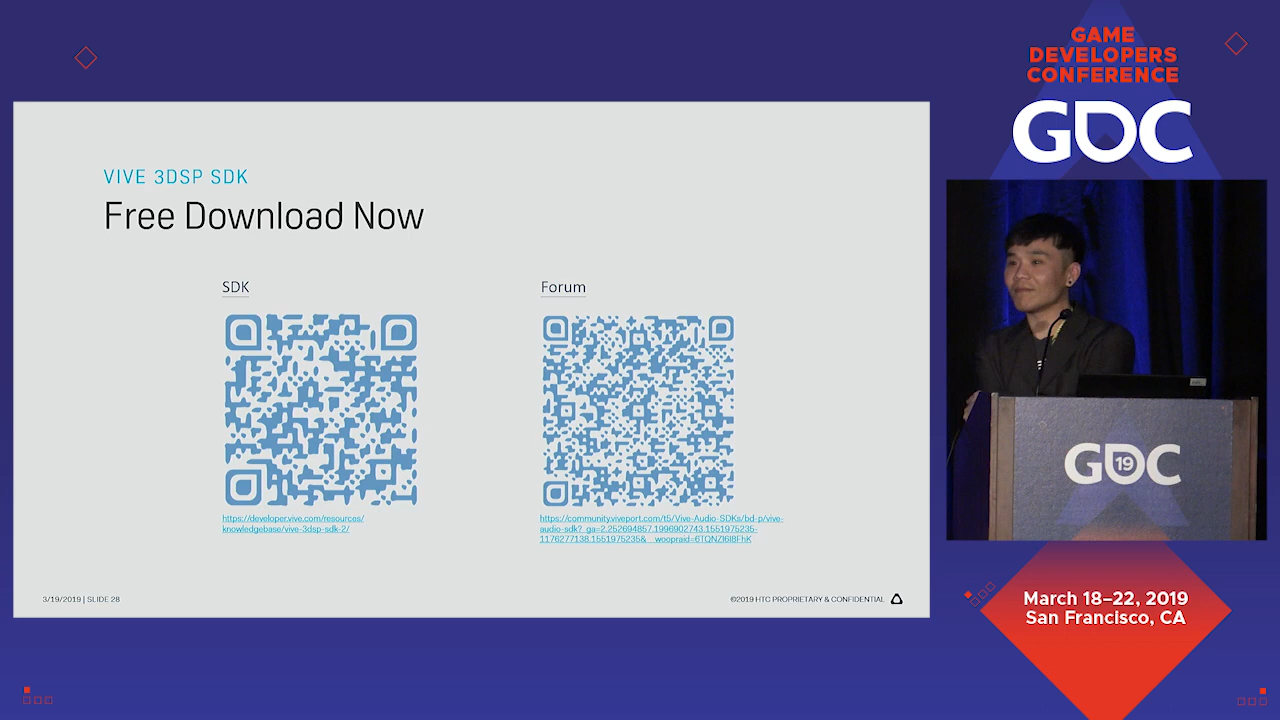 GAME
DEVELOPERS
CONFERENCE
GDC
VIVE 3DSP SDK
Free Download Now
SDK
Forum
https://developer.vive.com/resources/
knowledgebase/vive-3dsp-sdk-2/
https://community.viveport.com/t5/Vive-Audio-SDKs/bd-p/vive-
audio-sdk?_ga=2.252694857.1996902743.1551975235-
1176277138.1551975235&__woopraid=6TQNZI6I8FhK
3/19/2019 | SLIDE 28
©2019 HTC PROPRIETARY & CONFIDENTIAL
GDC
19
March 18–22, 2019
San Francisco, CA